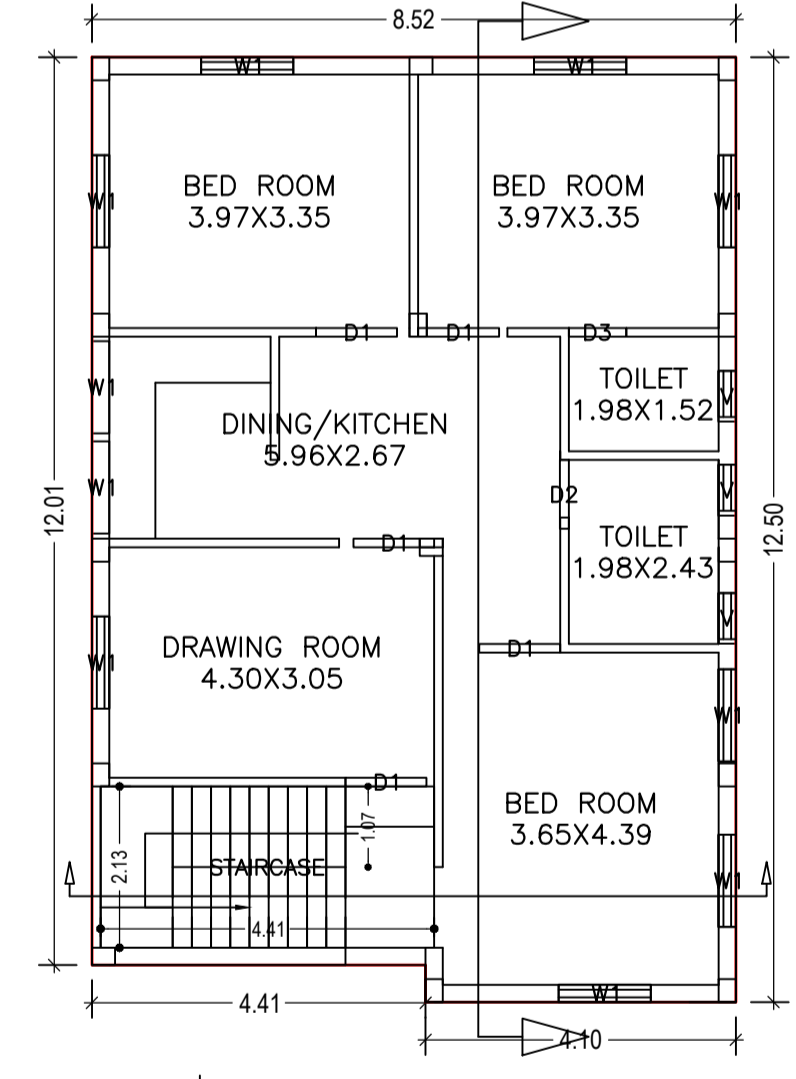 8.52
W1
W1
BED ROOM
3.97X3.35
BED ROOM
3.97X3.35
W1
W1
D1
D1
D3
W1
TOILET
1.98X1.52
V
DINING/KITCHEN
5.96X2.67
W1
D2
V
12.01
12.50
D1
TOILET
1.98X2.43
V
DRAWING ROOM
4.30X3.05
W1
D1
W1
D1
BED ROOM
3.65X4.39
1.07
2.13
STAIRCASE
W1
4.41
W1
4.41
4.10